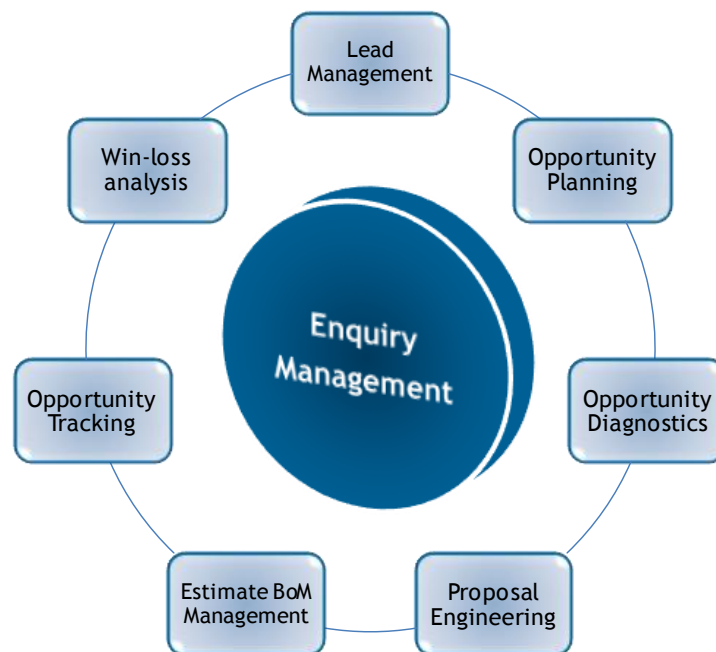 Lead
Management
Opportunity
Planning
Opportunity
Diagnostics
Proposal
Engineering
Estimate BoM
Management
Opportunity
Tracking
Win-loss
analysis
Enquiry
Management